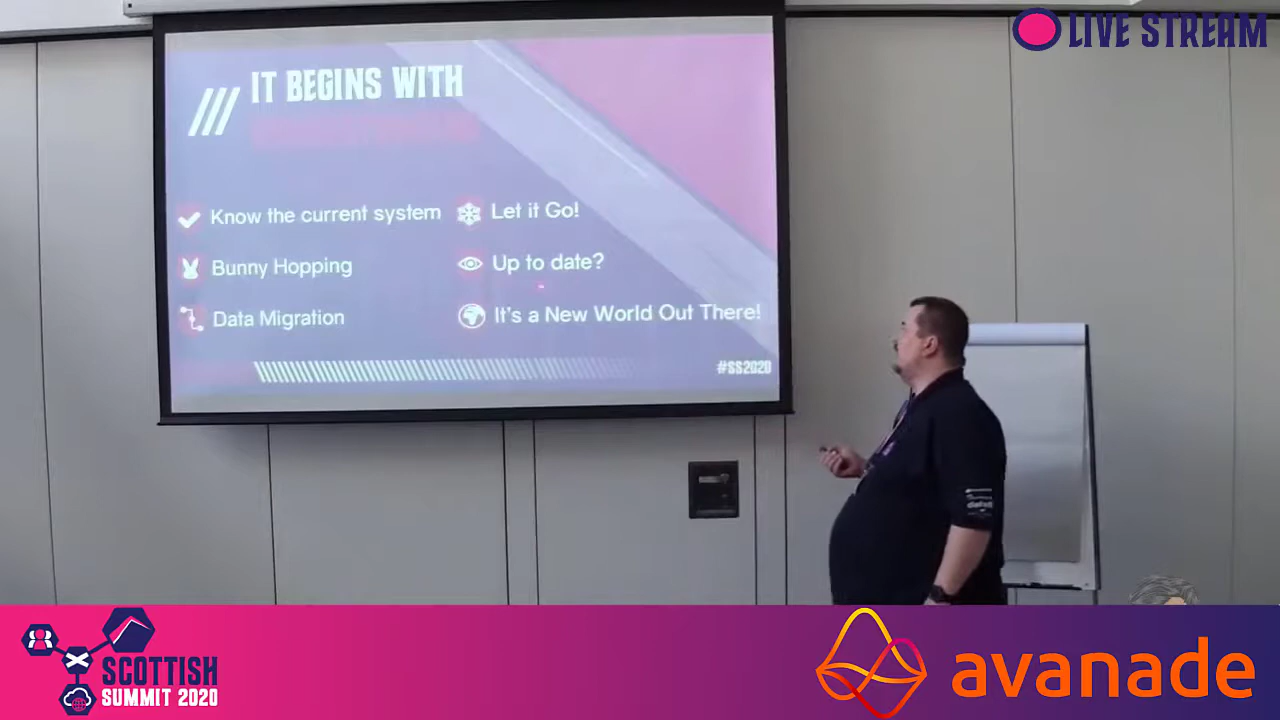 LIVE STREAM
IT BEGINS WITH
Know the current system
Bunny Hopping
Data Migration
Let it Go!
Up to date?
It's a New World Out There!
#SS2020
SCOTTISH
SUMMIT 2020
avanade